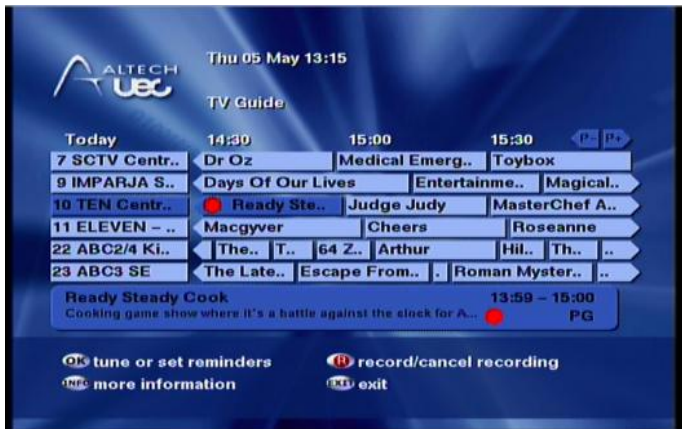 ALTECH
UEC
Thu 05 May 13:15
TV Guide
Today 14:30 15:00 15:30 P- P+
7 SCTV Centr.. Dr Oz Medical Emerg.. Toybox
9 IMPARJA S.. Days Of Our Lives Entertainme.. Magical..
10 TEN Centr.. Ready Ste.. Judge Judy MasterChef A..
11 ELEVEN – .. Macgyver Cheers Roseanne
22 ABC2/4 Ki.. The.. T.. 64 Z.. Arthur Hil.. Th.. ..
23 ABC3 SE The Late.. Escape From.. . Roman Myster.. ..
Ready Steady Cook 13:59 – 15:00
Cooking game show where it's a battle against the clock for A... PG
OK tune or set reminders R record/cancel recording
INFO more information EXIT exit